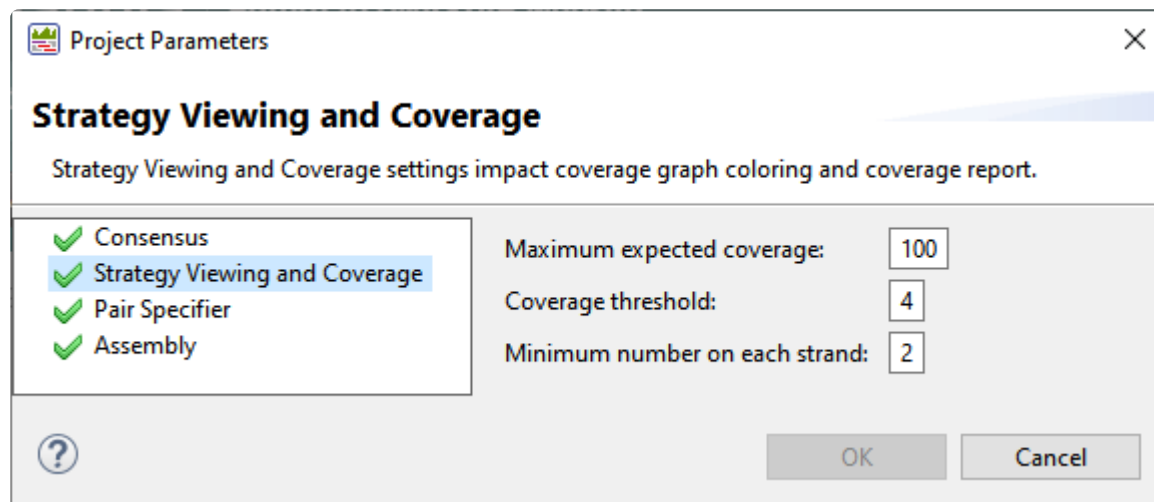 Project Parameters
Strategy Viewing and Coverage
Strategy Viewing and Coverage settings impact coverage graph coloring and coverage report.
Consensus
Strategy Viewing and Coverage
Pair Specifier
Assembly
Maximum expected coverage: 100
Coverage threshold: 4
Minimum number on each strand: 2
?
OK
Cancel